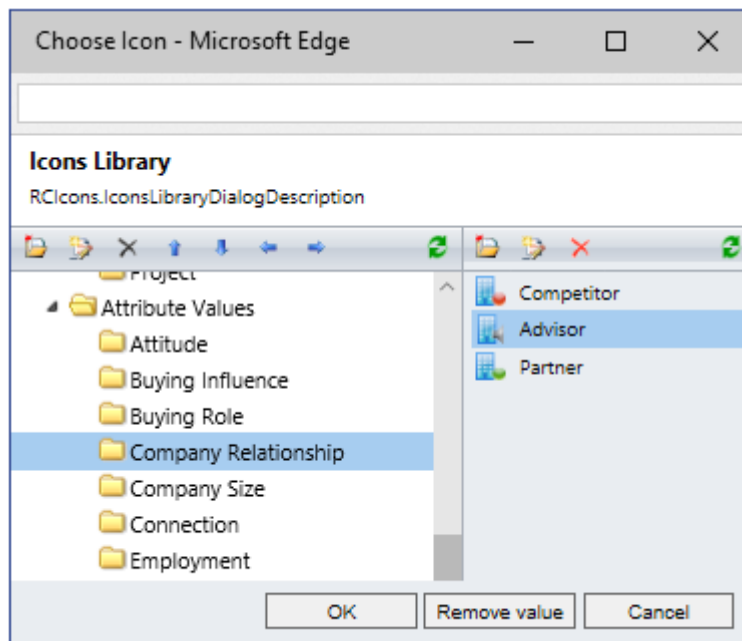 Choose Icon - Microsoft Edge
Icons Library
RCIcons.IconsLibraryDialogDescription
Project
Attribute Values
Attitude
Buying Influence
Buying Role
Company Relationship
Company Size
Connection
Employment
Competitor
Advisor
Partner
OK
Remove value
Cancel